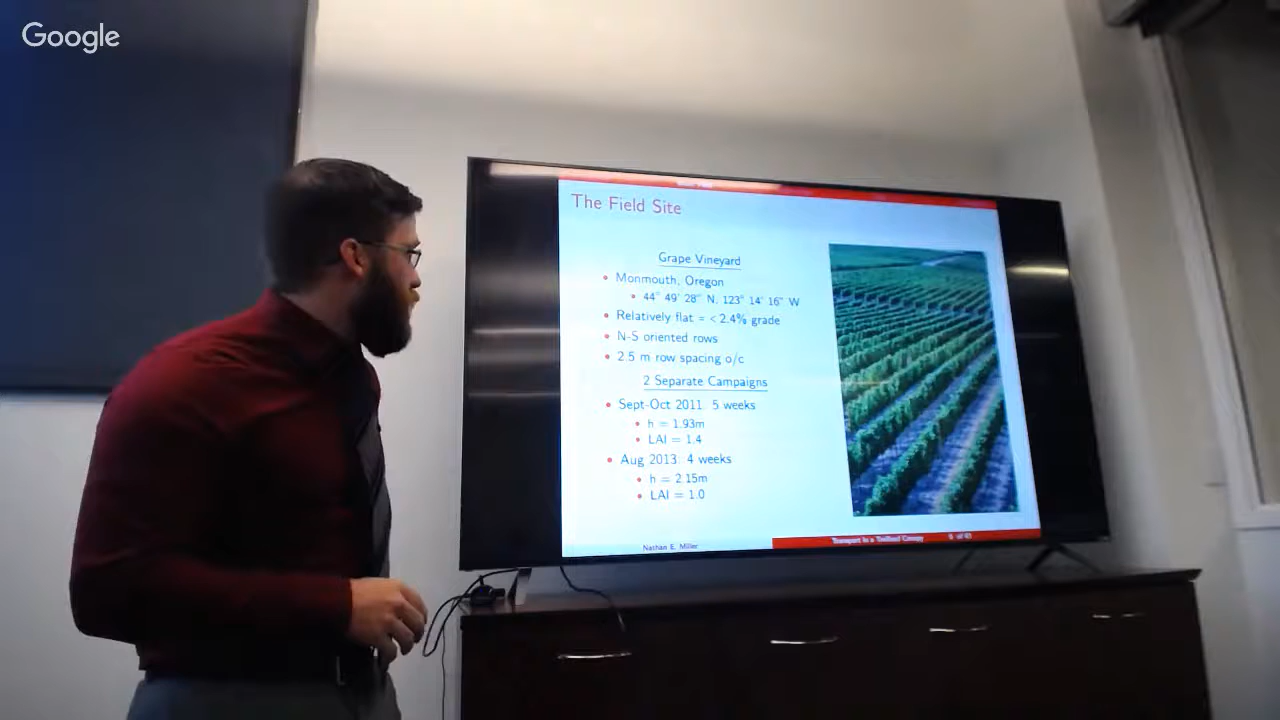 Google
The Field Site
Grape Vineyard
Monmouth, Oregon
44° 49' 28" N, 123° 14' 16" W
Relatively flat = < 2.4% grade
N-S oriented rows
2.5 m row spacing o/c
2 Separate Campaigns
Sept-Oct 2011: 5 weeks
h = 1.93m
LAI = 1.4
Aug 2013: 4 weeks
h = 2.15m
LAI = 1.0
Nathan E. Miller
Transport in a Trellised Canopy